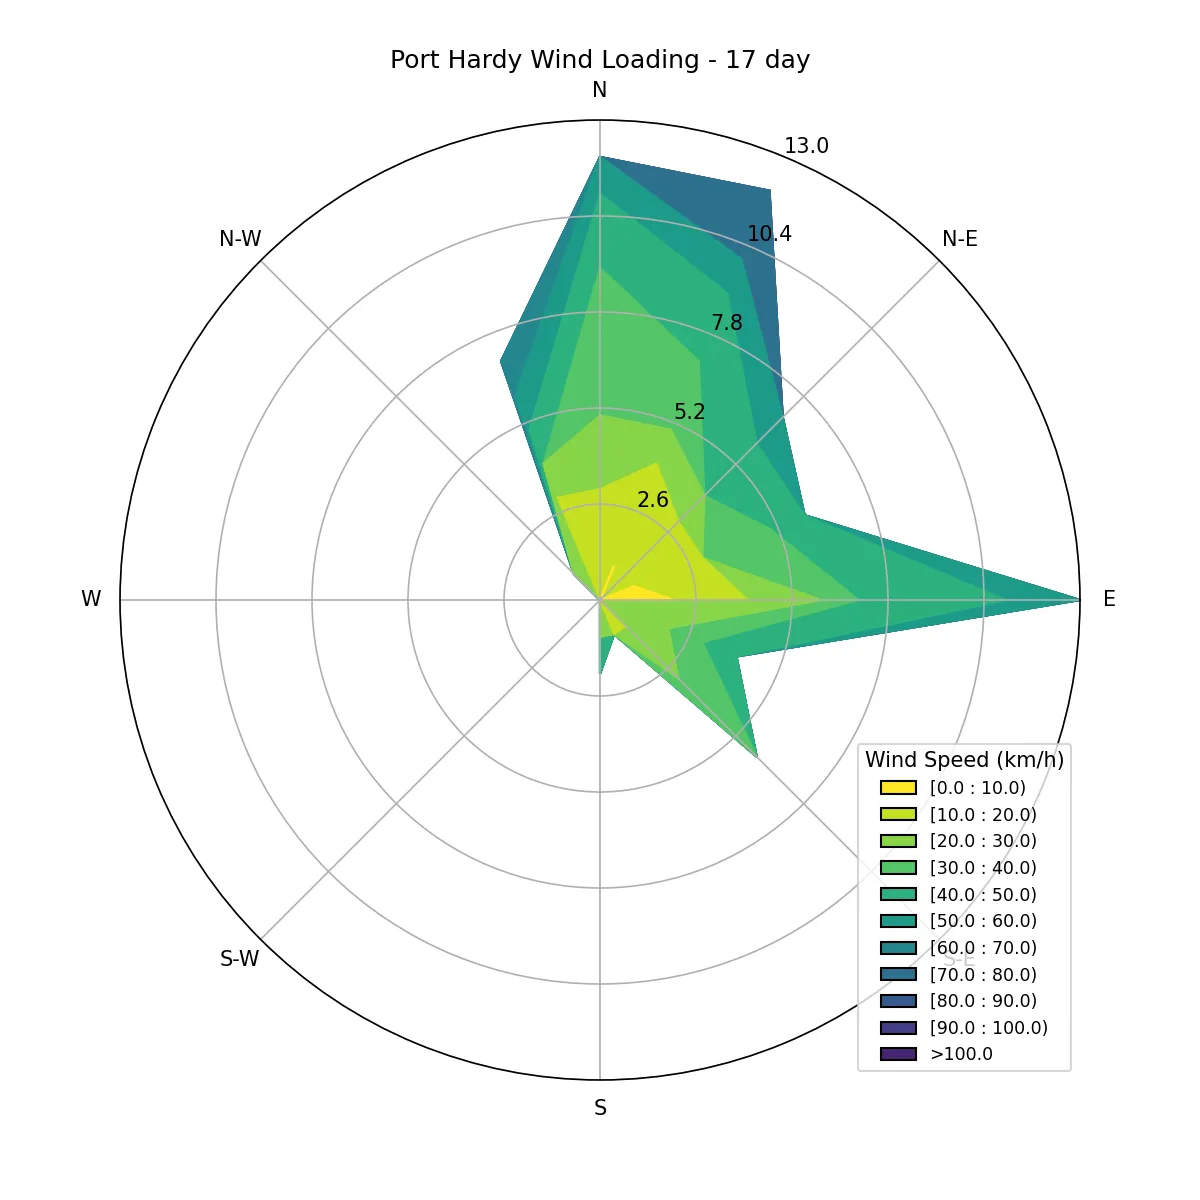 Port Hardy Wind Loading - 17 day
N
13.0
N-W
10.4
N-E
7.8
5.2
2.6
W
E
Wind Speed (km/h)
[0.0 : 10.0)
[10.0 : 20.0)
[20.0 : 30.0)
[30.0 : 40.0)
[40.0 : 50.0)
[50.0 : 60.0)
[60.0 : 70.0)
[70.0 : 80.0)
[80.0 : 90.0)
[90.0 : 100.0)
>100.0
S-W
S-E
S